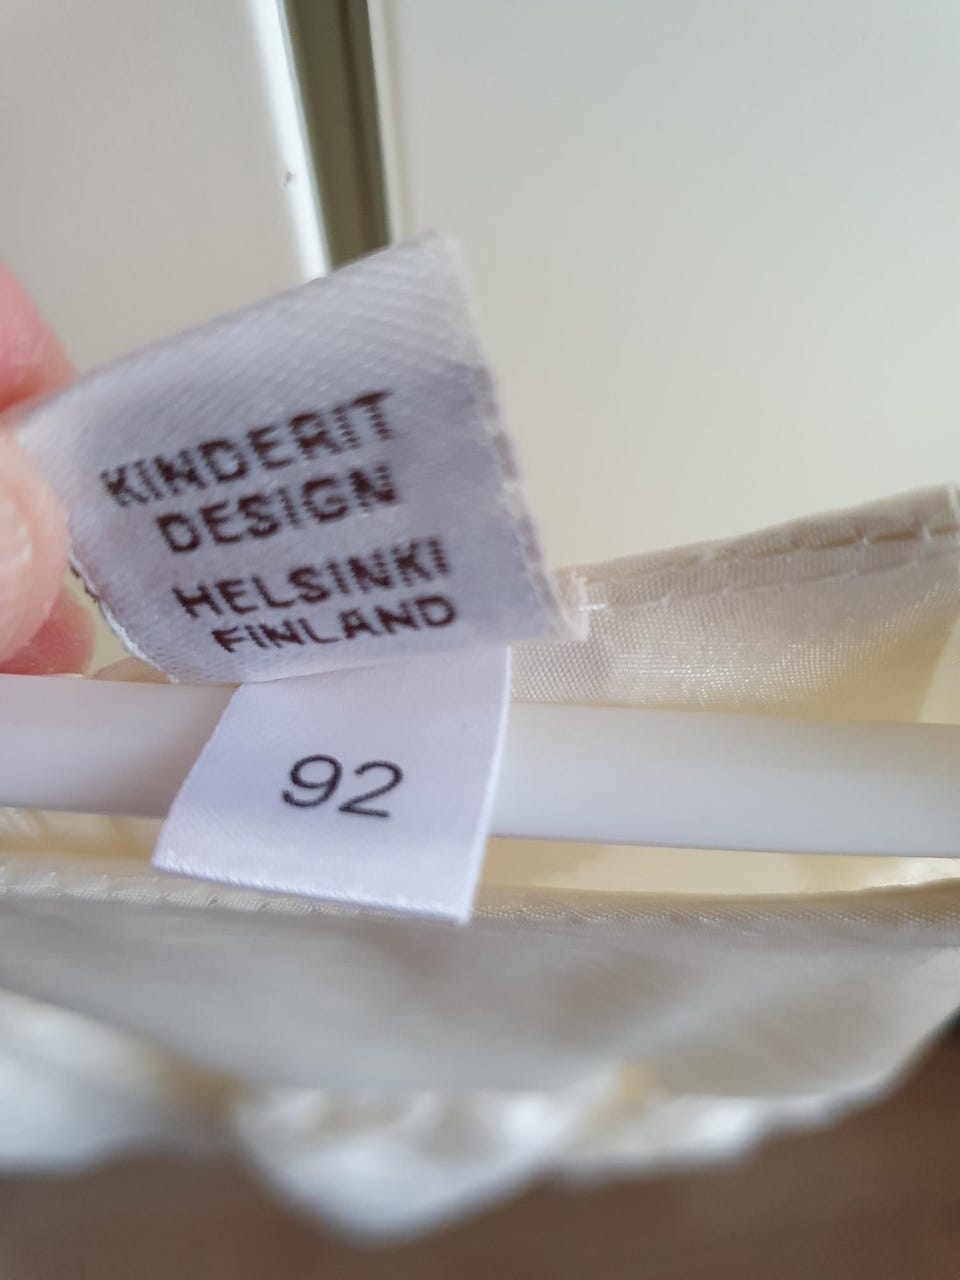 KINDERIT
DESIGN
HELSINKI
FINLAND
92